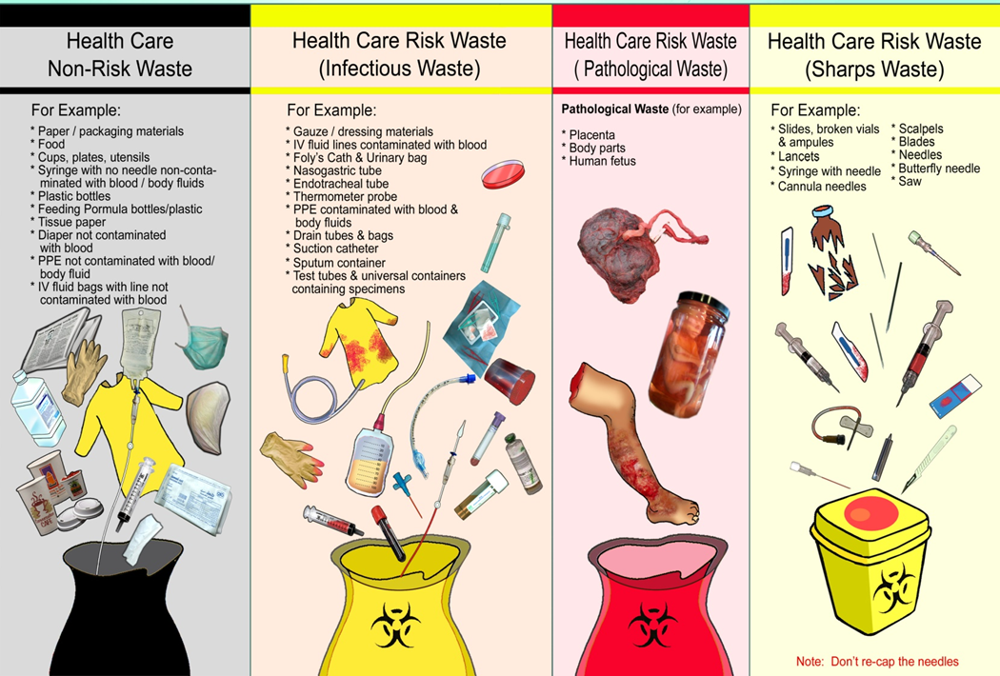 Health Care
Non-Risk Waste
For Example:
* Paper / packaging materials
* Food
* Cups, plates, utensils
* Syringe with no needle non-conta-
minated with blood / body fluids
* Plastic bottles
* Feeding Pormula bottles/plastic
* Tissue paper
* Diaper not contaminated
with blood
* PPE not contaminated with blood/
body fluid
* IV fluid bags with line not
contaminated with blood
Health Care Risk Waste
(Infectious Waste)
For Example:
* Gauze / dressing materials
* IV fluid lines contaminated with blood
* Foly's Cath & Urinary bag
* Nasogastric tube
* Endotracheal tube
* Thermometer probe
* PPE contaminated with blood &
body fluids
* Drain tubes & bags
* Suction catheter
* Sputum container
* Test tubes & universal containers
containing specimens
Health Care Risk Waste
( Pathological Waste)
Pathological Waste (for example)
* Placenta
* Body parts
* Human fetus
Health Care Risk Waste
(Sharps Waste)
For Example:
* Slides, broken vials
& ampules
* Lancets
* Syringe with needle
* Cannula needles
* Scalpels
* Blades
* Needles
* Butterfly needle
* Saw
Note: Don't re-cap the needles